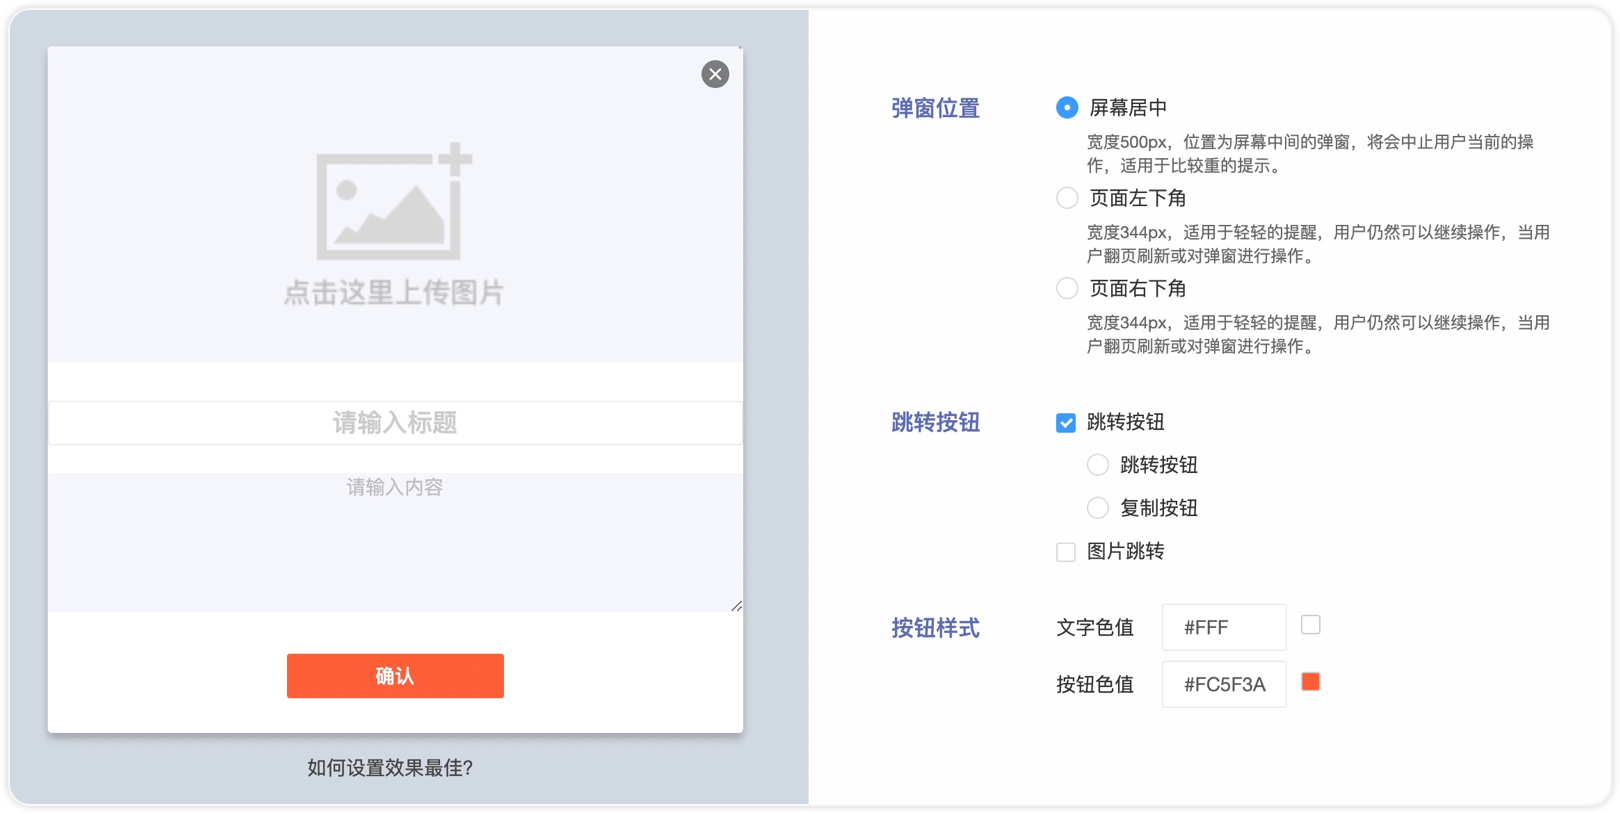 点击这里上传图片
请输入标题
请输入内容
确认
如何设置效果最佳?
弹窗位置
屏幕居中
宽度500px，位置为屏幕中间的弹窗，将会中止用户当前的操
作，适用于比较重的提示。
页面左下角
宽度344px，适用于轻轻的提醒，用户仍然可以继续操作，当用
户翻页刷新或对弹窗进行操作。
页面右下角
宽度344px，适用于轻轻的提醒，用户仍然可以继续操作，当用
户翻页刷新或对弹窗进行操作。
跳转按钮
跳转按钮
跳转按钮
复制按钮
图片跳转
按钮样式
文字色值 #FFF
按钮色值 #FC5F3A